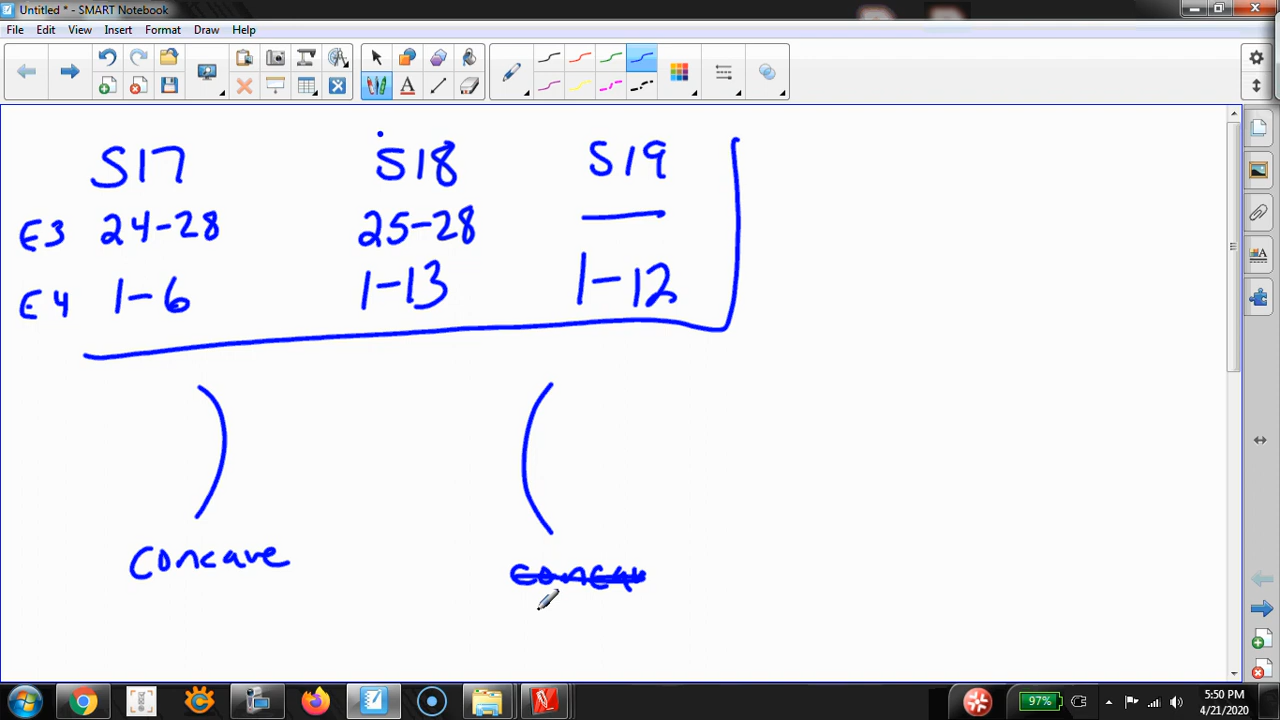 Untitled * - SMART Notebook
File Edit View Insert Format Draw Help
S17 S18 S19
E3 24-28 25-28 —
E4 1-6 1-13 1-12
Concave
97%
5:50 PM
4/21/2020